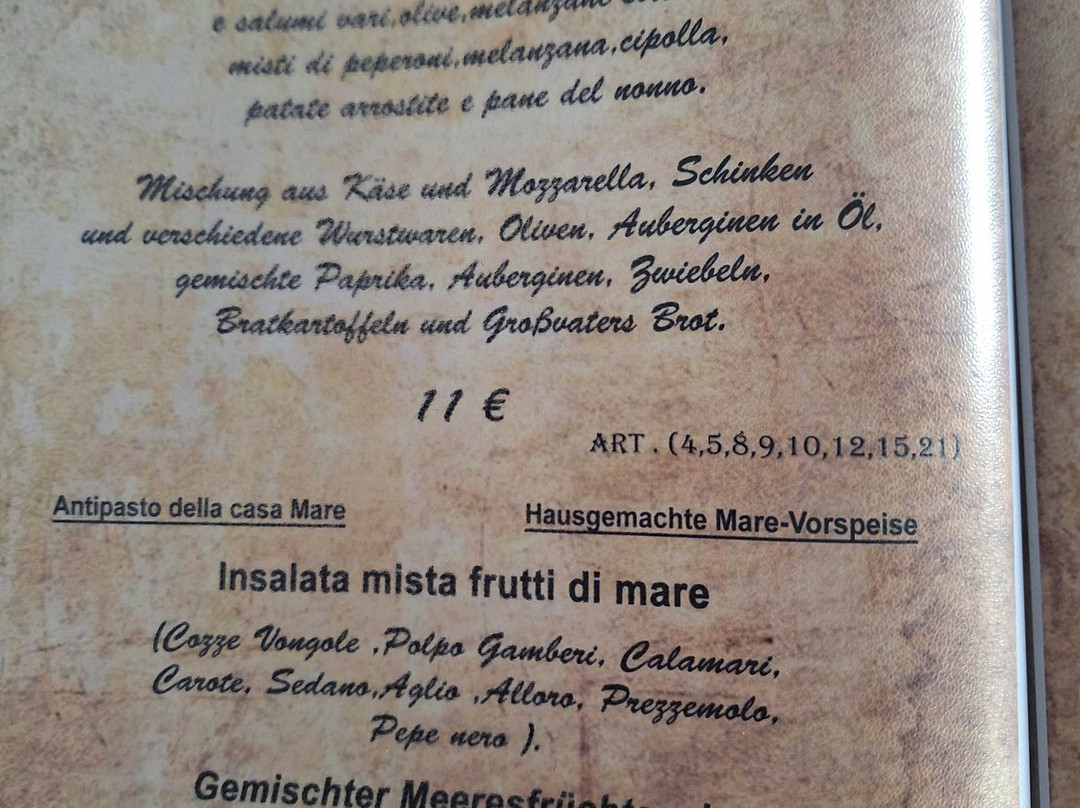 e salumi vari,olive,melanzane
misti di peperoni,melanzana,cipolla,
patate arrostite e pane del nonno.
Mischung aus Käse und Mozzarella, Schinken
und verschiedene Wurstwaren, Oliven, Auberginen in Öl,
gemischte Paprika, Auberginen, Zwiebeln,
Bratkartoffeln und Großvaters Brot.
11 €
ART . (4,5,8,9,10,12,15,21)
Antipasto della casa Mare
Hausgemachte Mare-Vorspeise
Insalata mista frutti di mare
(Cozze Vongole ,Polpo Gamberi, Calamari,
Carote, Sedano,Aglio ,Alloro, Prezzemolo,
Pepe nero ).
Gemischter